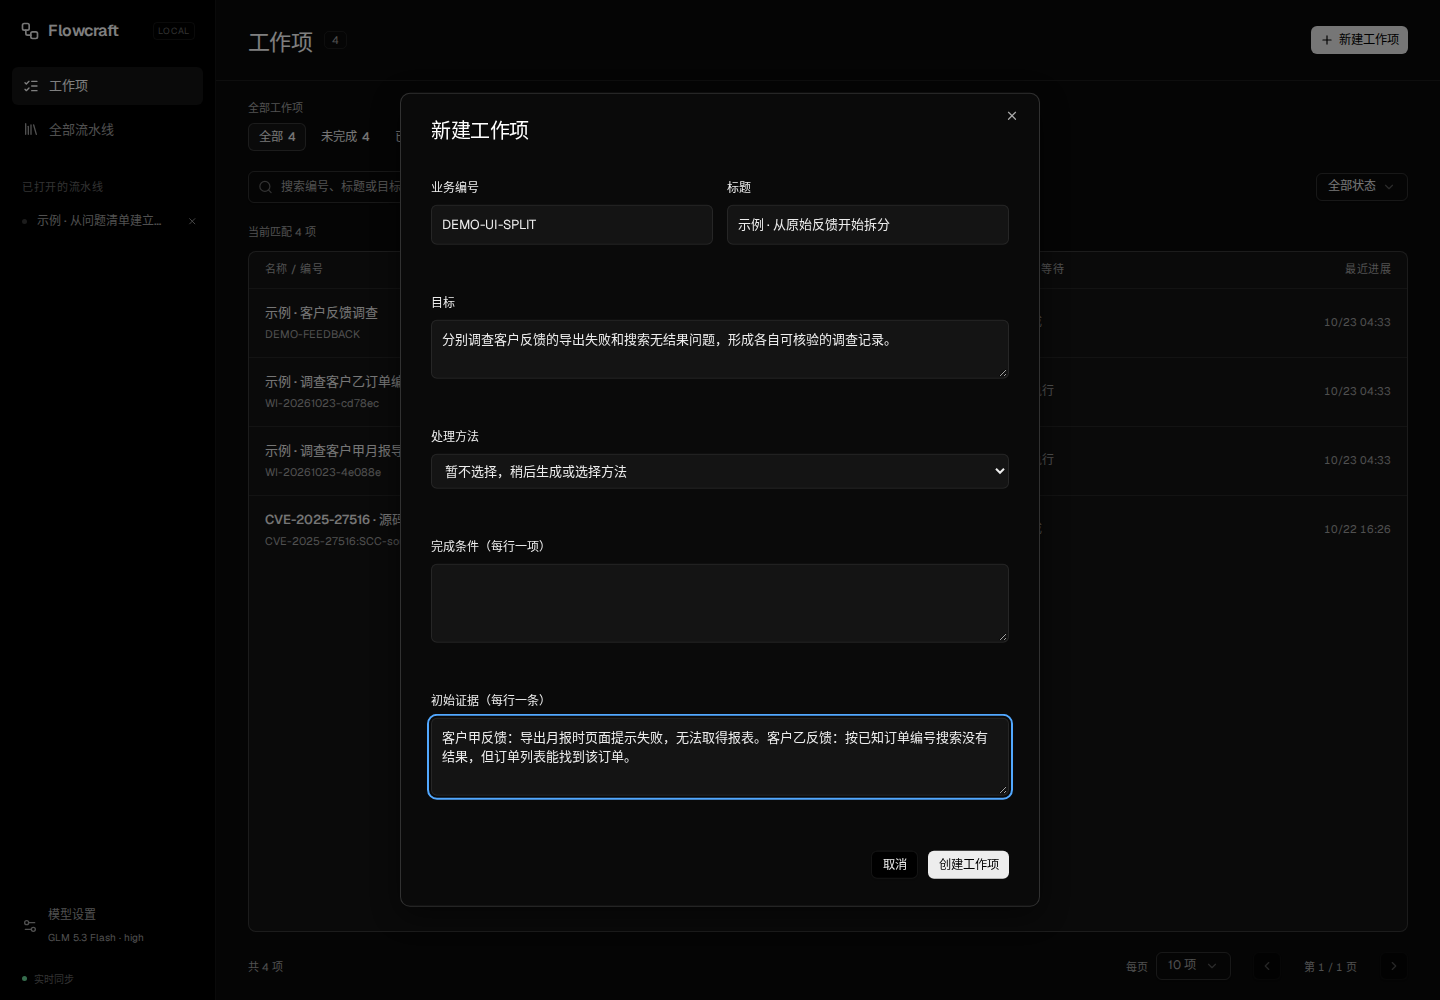 Flowcraft
LOCAL
工作项
全部流水线
已打开的流水线
示例 · 从问题清单建立…
模型设置
GLM 5.3 Flash · high
实时同步
工作项
4
新建工作项
全部工作项
全部 4
未完成 4
搜索编号、标题或目标
全部状态
当前匹配 4 项
名称 / 编号
等待
最近进展
示例 · 客户反馈调查
DEMO-FEEDBACK
10/23 04:33
示例 · 调查客户乙订单编
WI-20261023-cd78ec
行
10/23 04:33
示例 · 调查客户甲月报导
WI-20261023-4e088e
行
10/23 04:33
CVE-2025-27516 · 源码
CVE-2025-27516:SCC-so
10/22 16:26
共 4 项
每页
10 项
第 1 / 1 页
新建工作项
业务编号
标题
DEMO-UI-SPLIT
示例 · 从原始反馈开始拆分
目标
分别调查客户反馈的导出失败和搜索无结果问题，形成各自可核验的调查记录。
处理方法
暂不选择，稍后生成或选择方法
完成条件（每行一项）
初始证据（每行一条）
客户甲反馈：导出月报时页面提示失败，无法取得报表。客户乙反馈：按已知订单编号搜索没有
结果，但订单列表能找到该订单。
取消
创建工作项